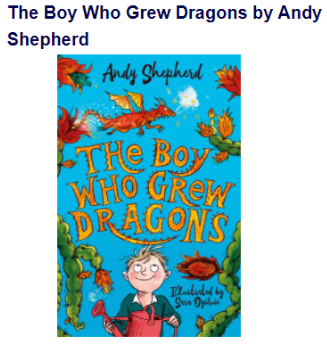 The Boy Who Grew Dragons by Andy
Shepherd
Andy Shepherd
THE BOY
WHO GREW
DRAGONS
Illustrated by
Sara Ogilvie